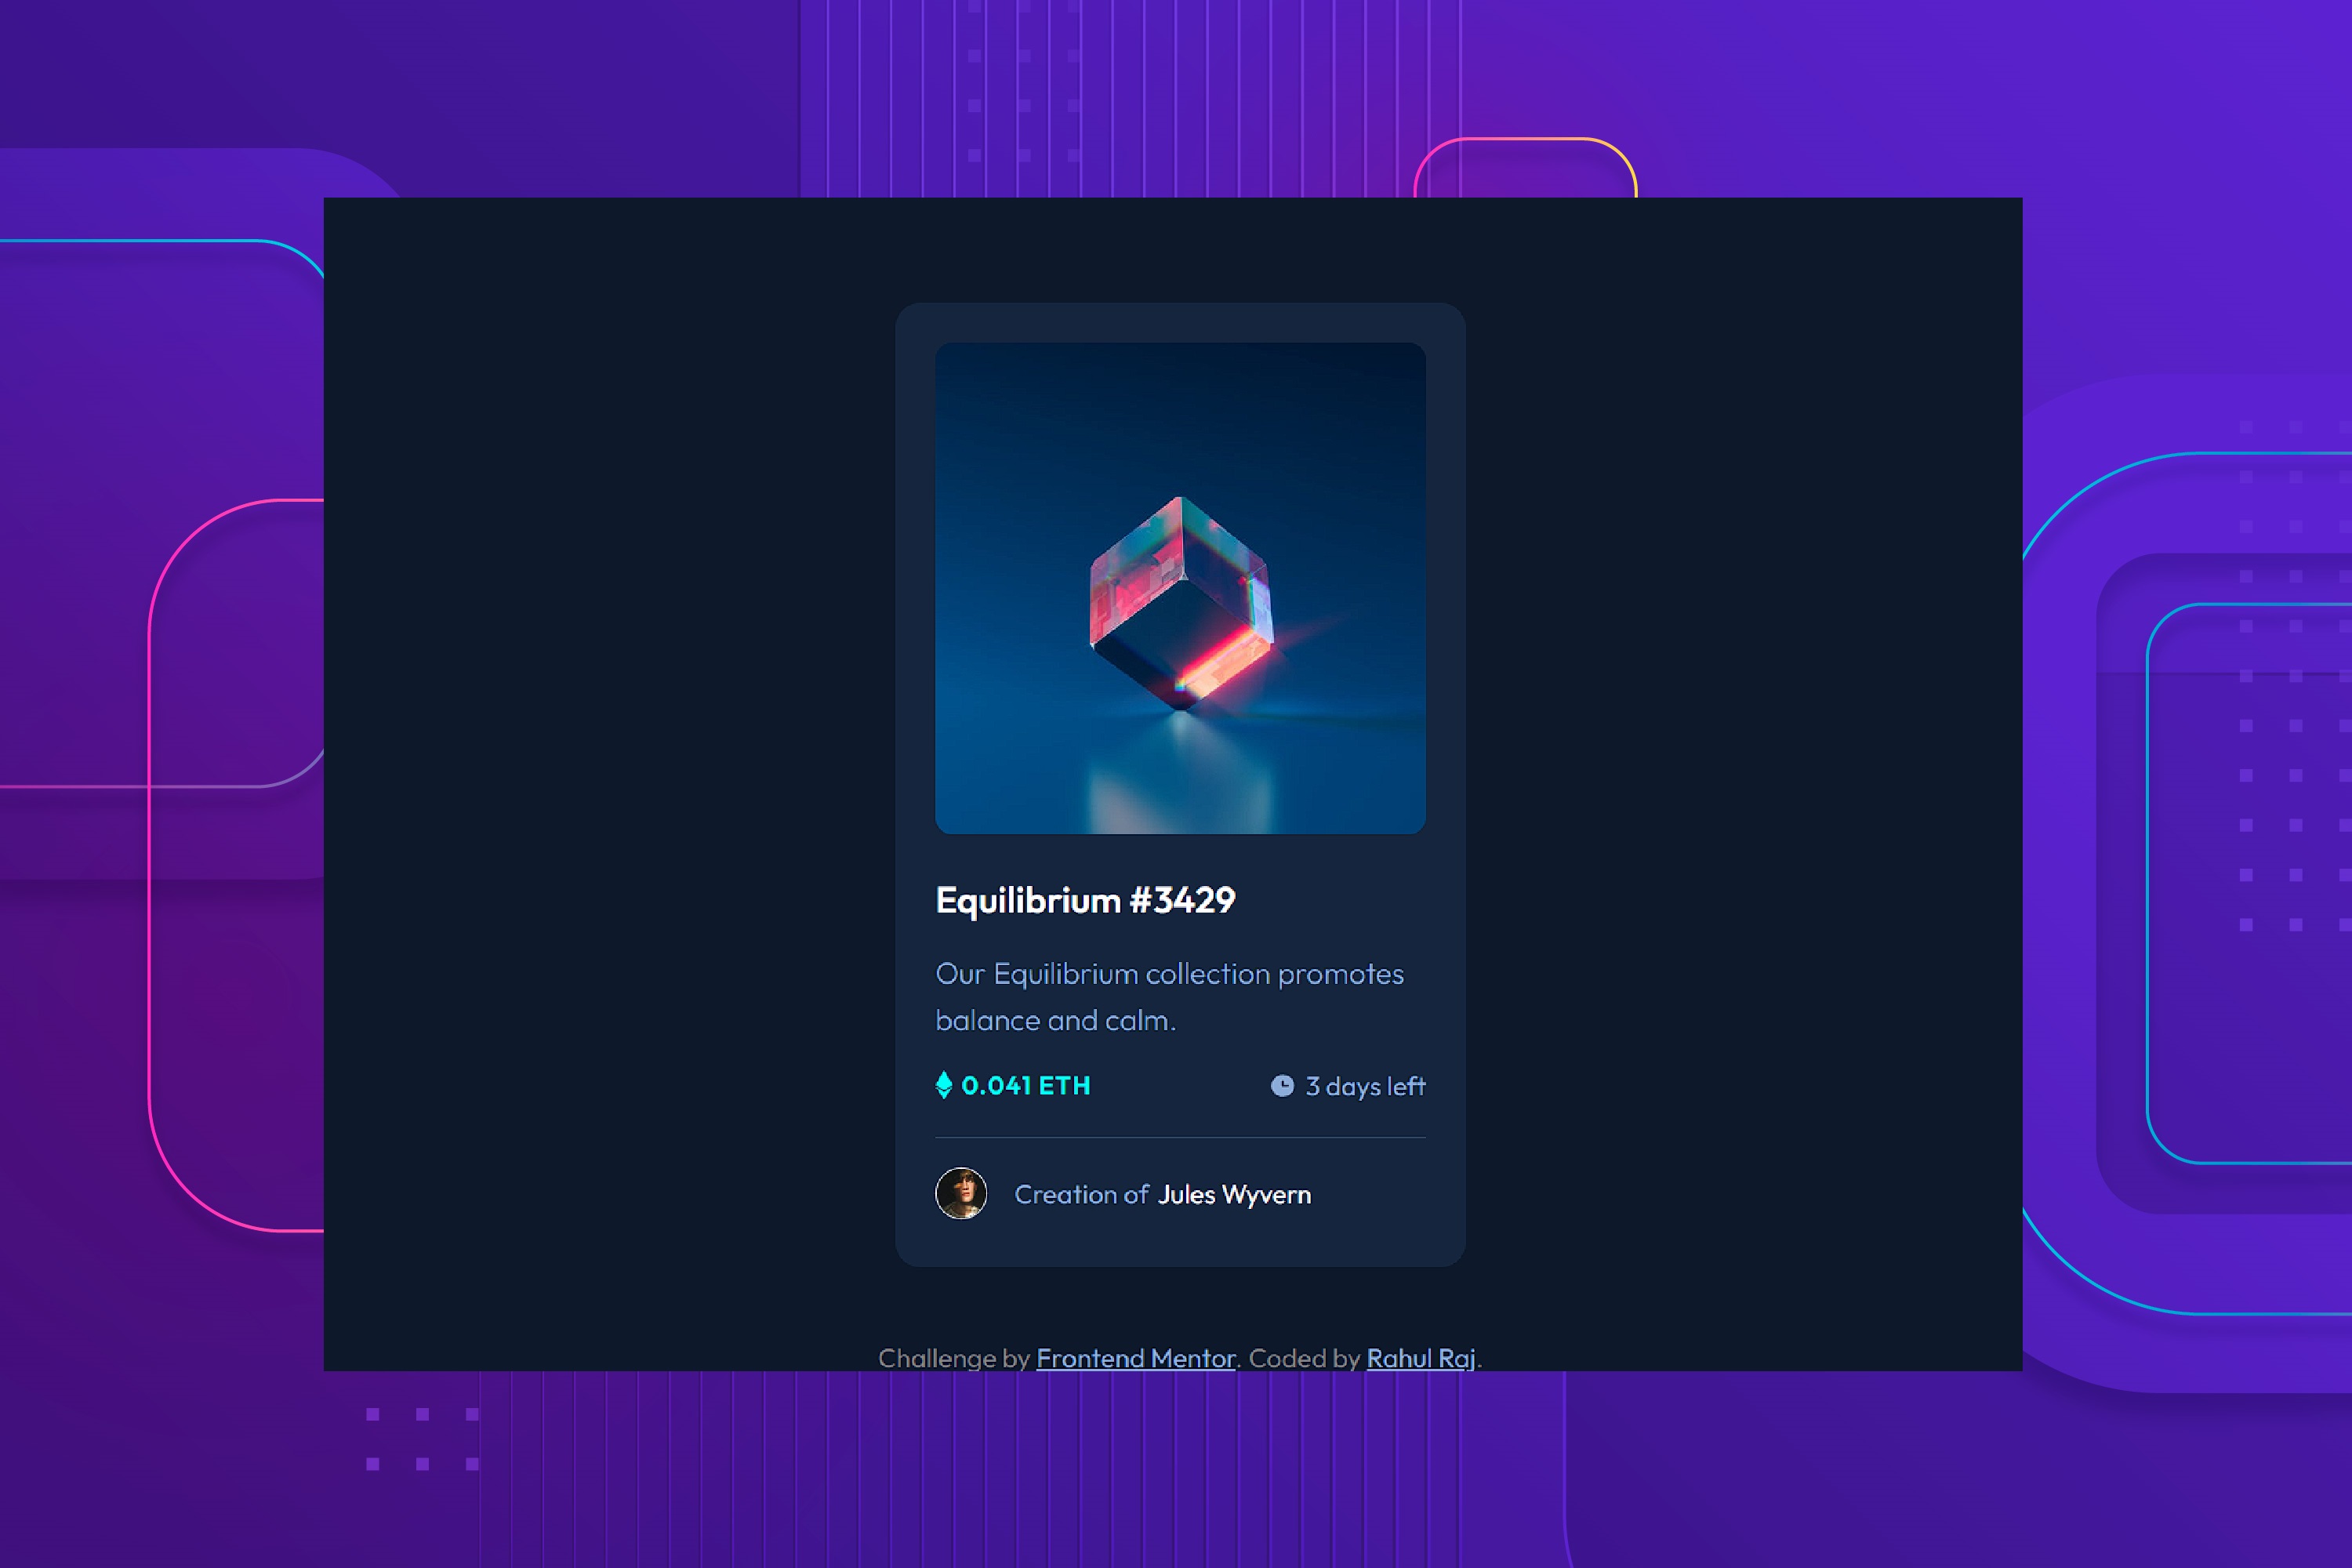 Equilibrium #3429
Our Equilibrium collection promotes
balance and calm.
0.041 ETH
3 days left
Creation of Jules Wyvern
Challenge by Frontend Mentor. Coded by Rahul Raj.